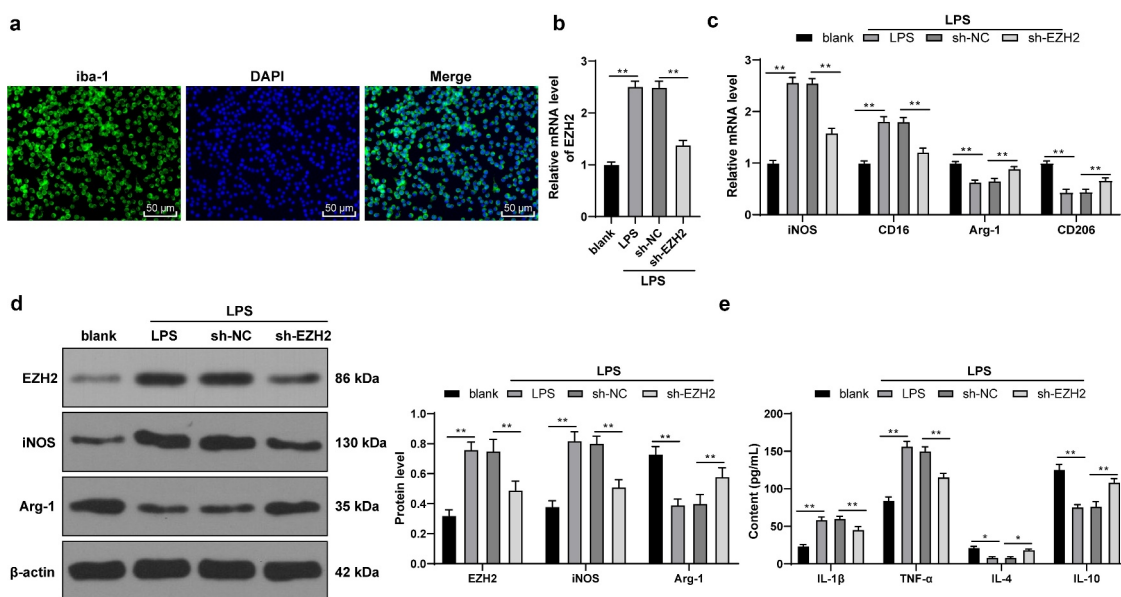 a
iba-1 DAPI Merge
50 μm 50 μm 50 μm
b
Relative mRNA level
of EZH2
3
2
1
0
** **
blank LPS sh-NC sh-EZH2
LPS
c
LPS
blank LPS sh-NC sh-EZH2
Relative mRNA level
3
2
1
0
** ** ** ** ** ** ** **
iNOS CD16 Arg-1 CD206
d
LPS
blank LPS sh-NC sh-EZH2
EZH2 86 kDa
iNOS 130 kDa
Arg-1 35 kDa
β-actin 42 kDa
LPS
blank LPS sh-NC sh-EZH2
Protein level
1.0
0.8
0.6
0.4
0.2
0.0
** ** ** ** ** **
EZH2 iNOS Arg-1
e
LPS
blank LPS sh-NC sh-EZH2
Content (pg/mL)
200
150
100
50
0
** ** ** ** * * ** **
IL-1β TNF-α IL-4 IL-10